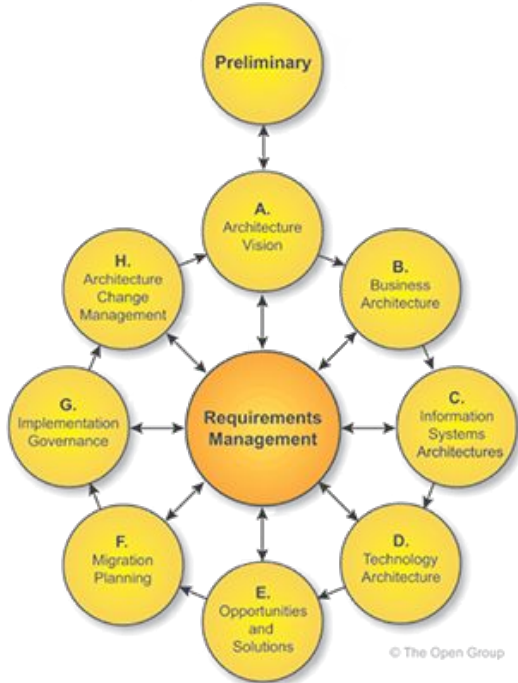 Preliminary
A.
Architecture
Vision
B.
Business
Architecture
C.
Information
Systems
Architectures
D.
Technology
Architecture
E.
Opportunities
and
Solutions
F.
Migration
Planning
G.
Implementation
Governance
H.
Architecture
Change
Management
Requirements
Management
© The Open Group